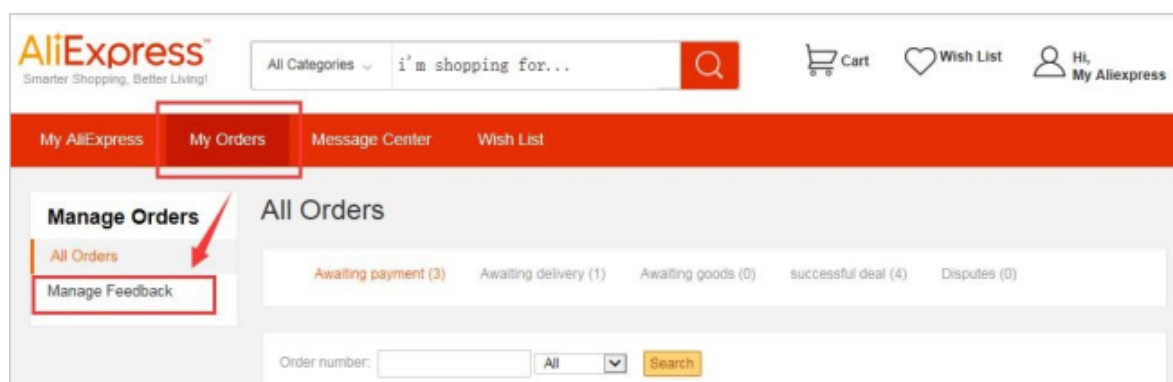 AliExpress™
Smarter Shopping, Better Living!
All Categories
i'm shopping for...
Cart
Wish List
Hi,
My Aliexpress
My AliExpress
My Orders
Message Center
Wish List
Manage Orders
All Orders
Manage Feedback
All Orders
Awaiting payment (3)
Awaiting delivery (1)
Awaiting goods (0)
successful deal (4)
Disputes (0)
Order number:
All
Search